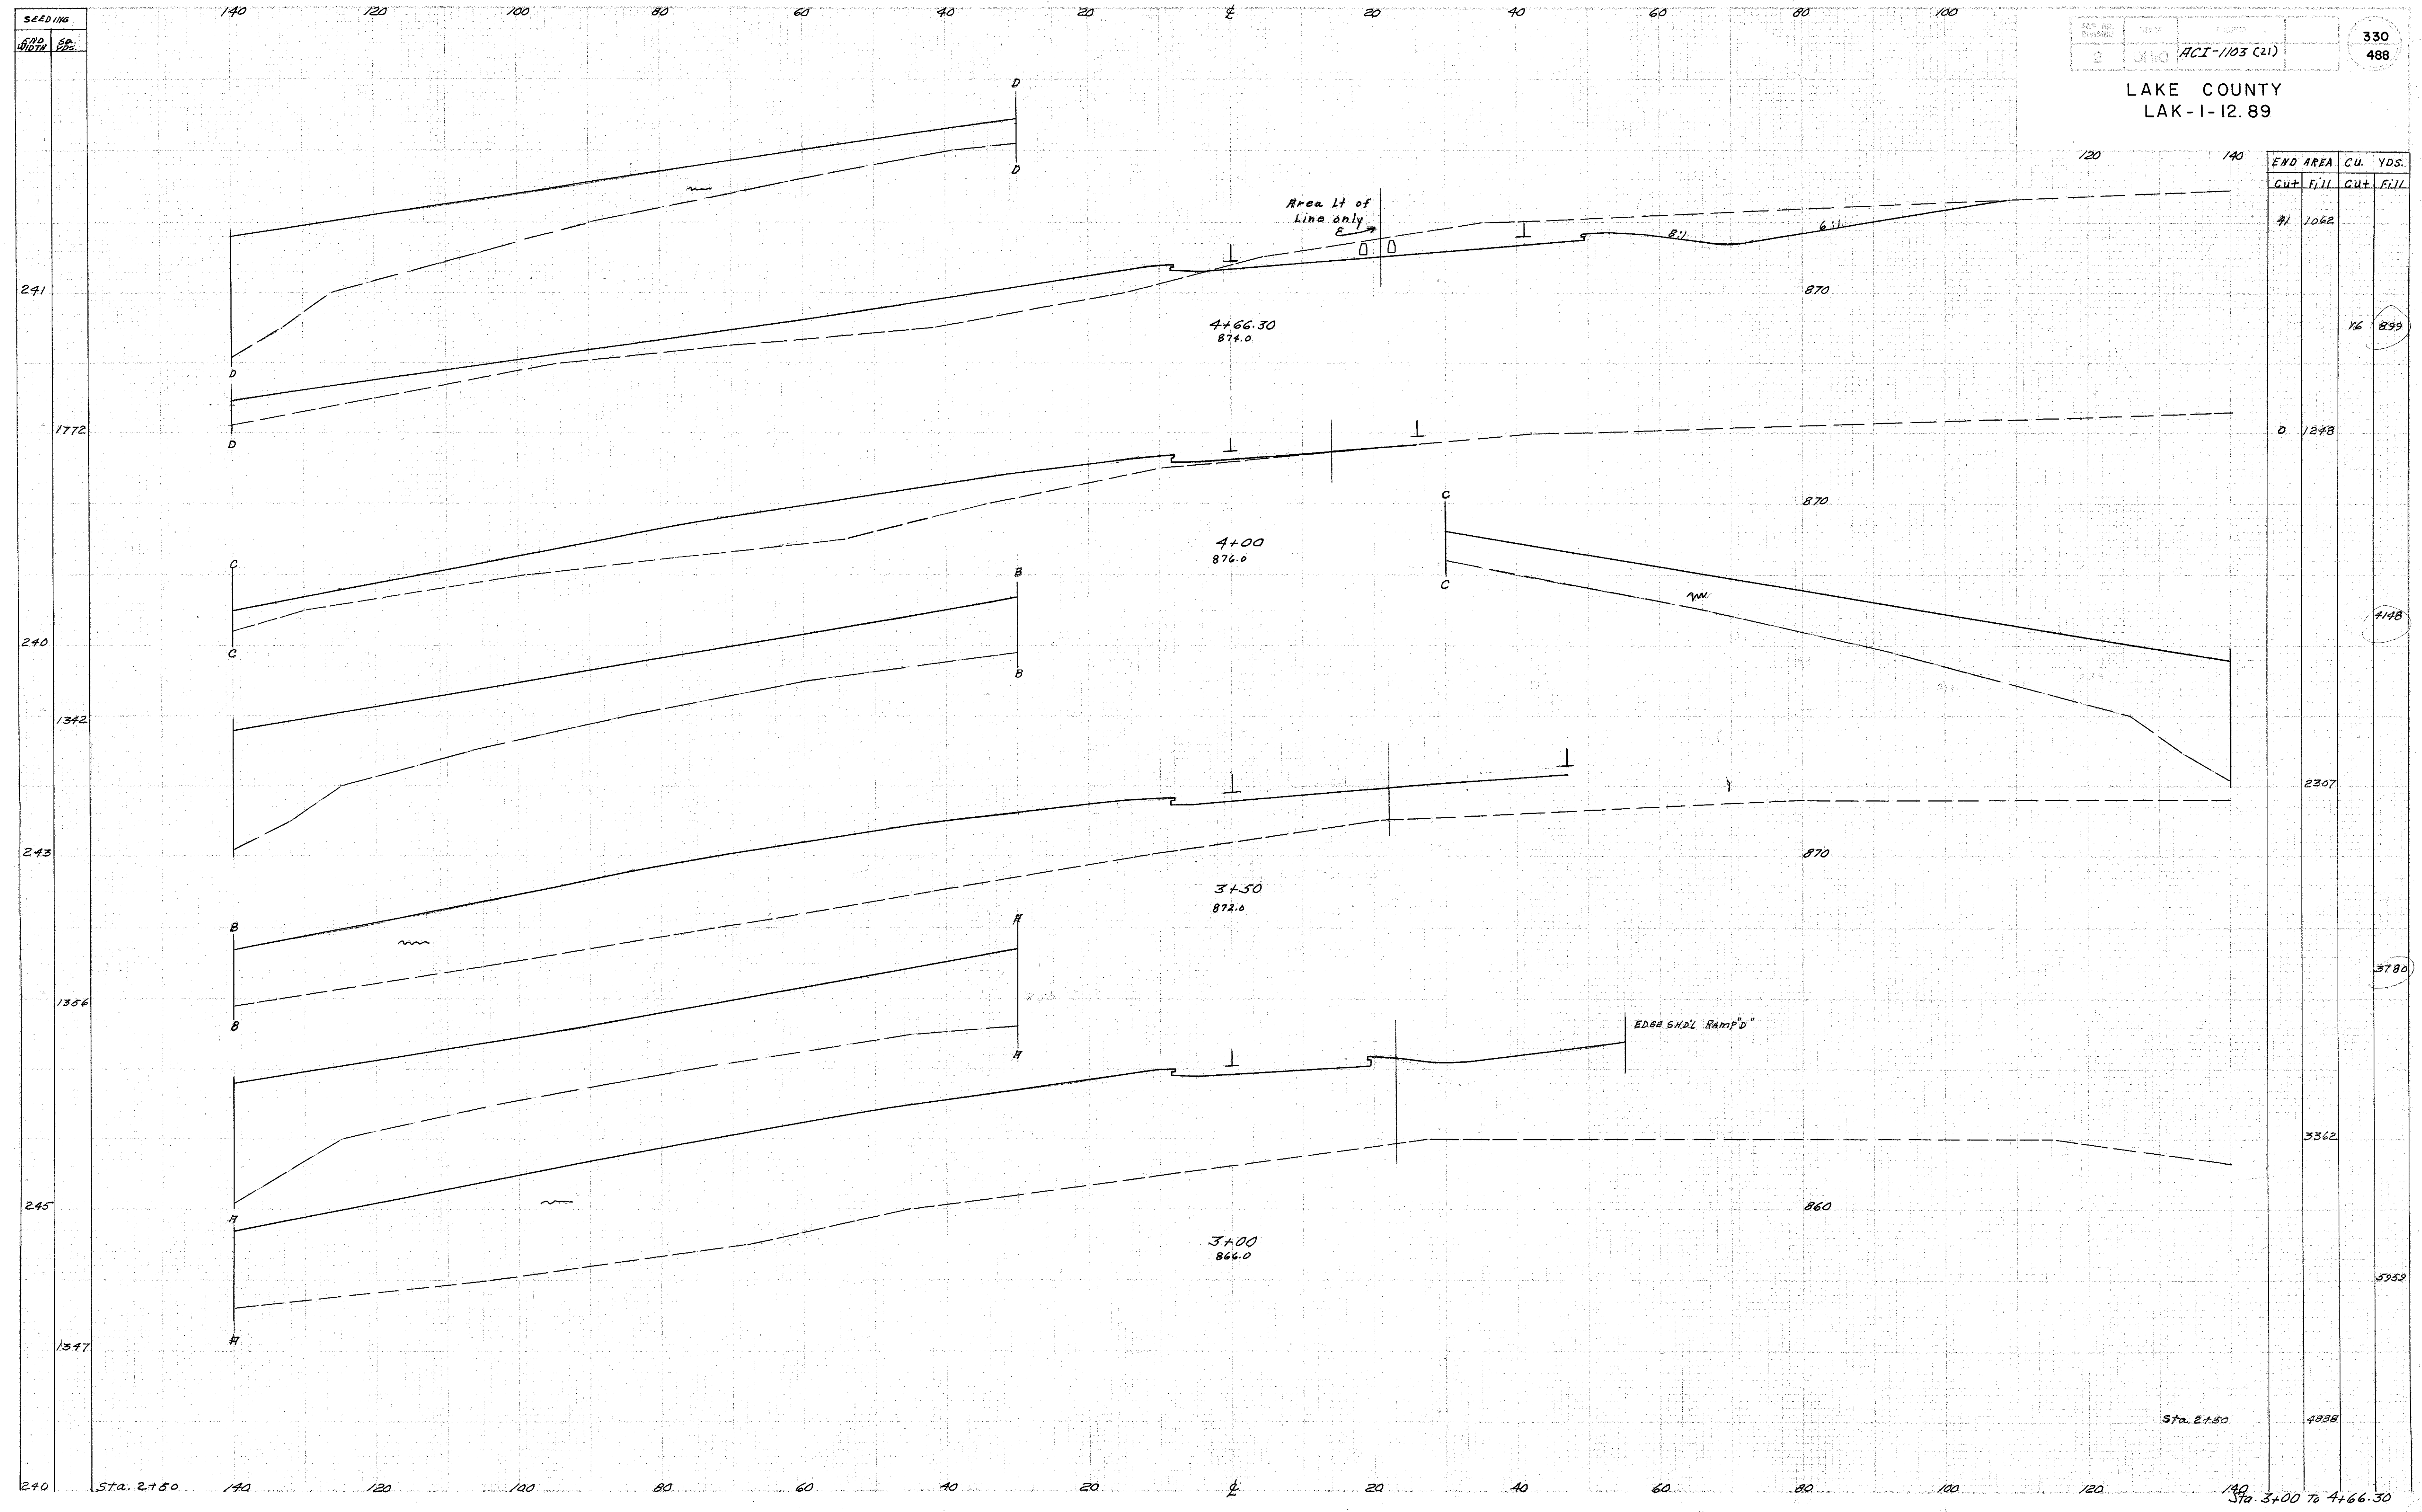 SEEDING
END WIDTH SQ. YDS.
140 120 100 80 60 40 20 ℄ 20 40 60 80 100
2 OHIO ACI-1103 (21)
330
488
LAKE COUNTY
LAK-1-12.89
120 140
END AREA CU. YDS.
Cut Fill Cut Fill
D
D
Area Lt of
Line only
8:1 6:1
41 1062
241
870
4+66.30
874.0
899
D
D
1772
0 1248
C
870
4+00
876.0
C
B
C
4148
240
C
B
1342
2307
243
870
3+50
872.0
B
A
3780
1356
B
EDGE SH'D'L RAMP "D"
A
3362
245
A
860
3+00
866.0
5959
1347
A
Sta. 2+50
240 Sta. 2+50 140 120 100 80 60 40 20 ℄ 20 40 60 80 100 120 140
Sta. 3+00 To 4+66.30